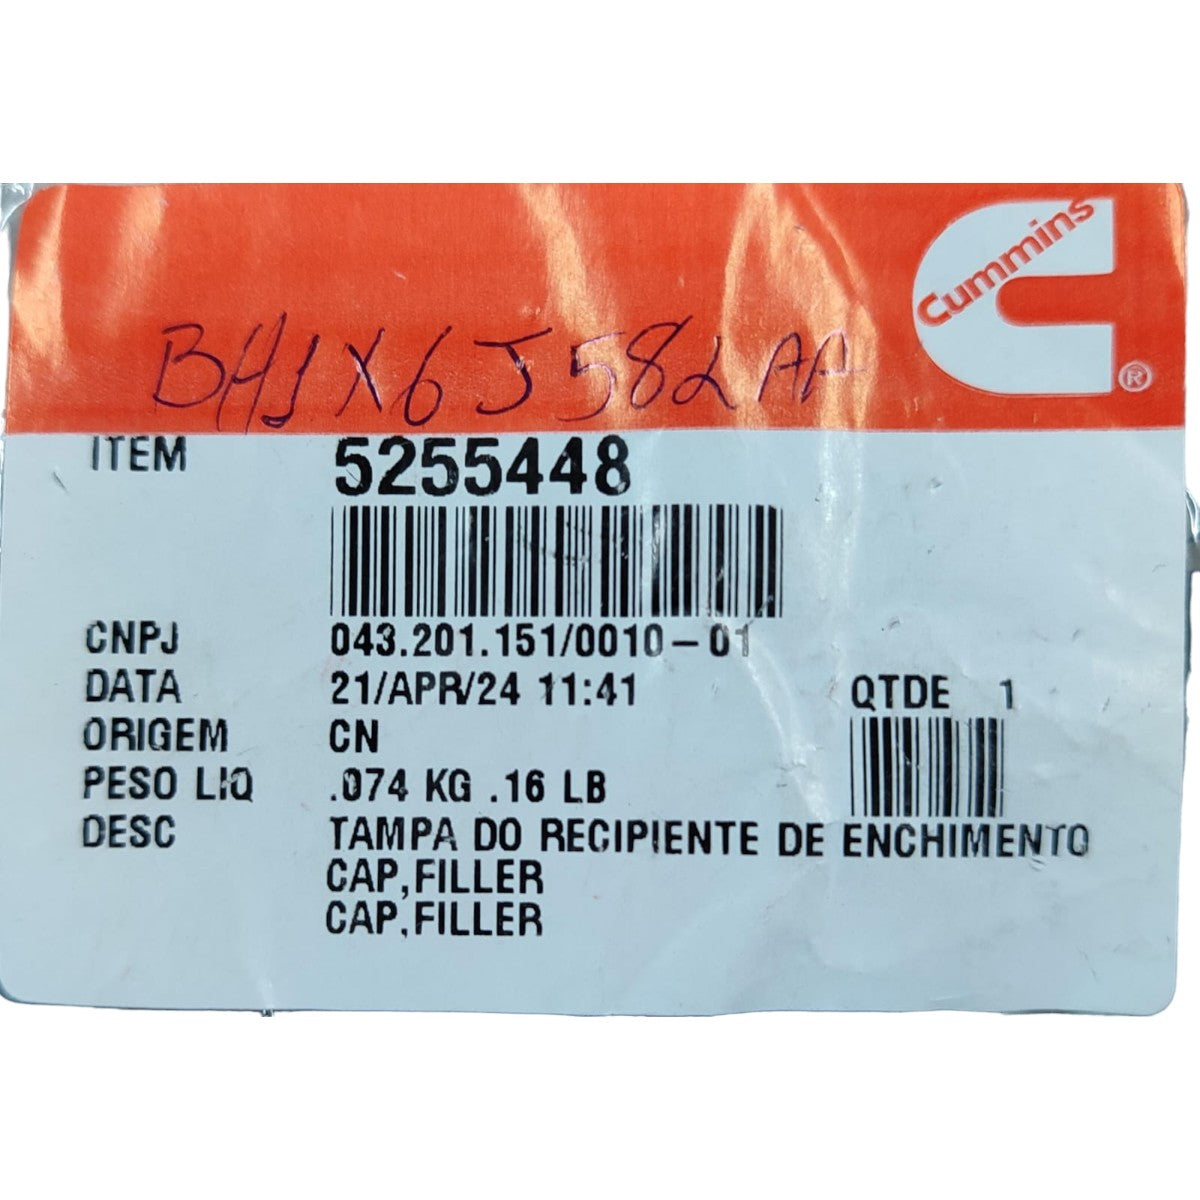 Cummins
®
BH1X6J582AA
ITEM 5255448
CNPJ 043.201.151/0010-01
DATA 21/APR/24 11:41 QTDE 1
ORIGEM CN
PESO LIQ .074 KG .16 LB
DESC TAMPA DO RECIPIENTE DE ENCHIMENTO
CAP,FILLER
CAP,FILLER